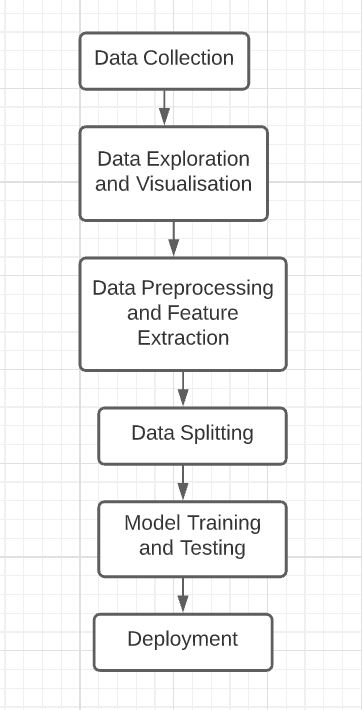 Data Collection
Data Exploration
and Visualisation
Data Preprocessing
and Feature
Extraction
Data Splitting
Model Training
and Testing
Deployment